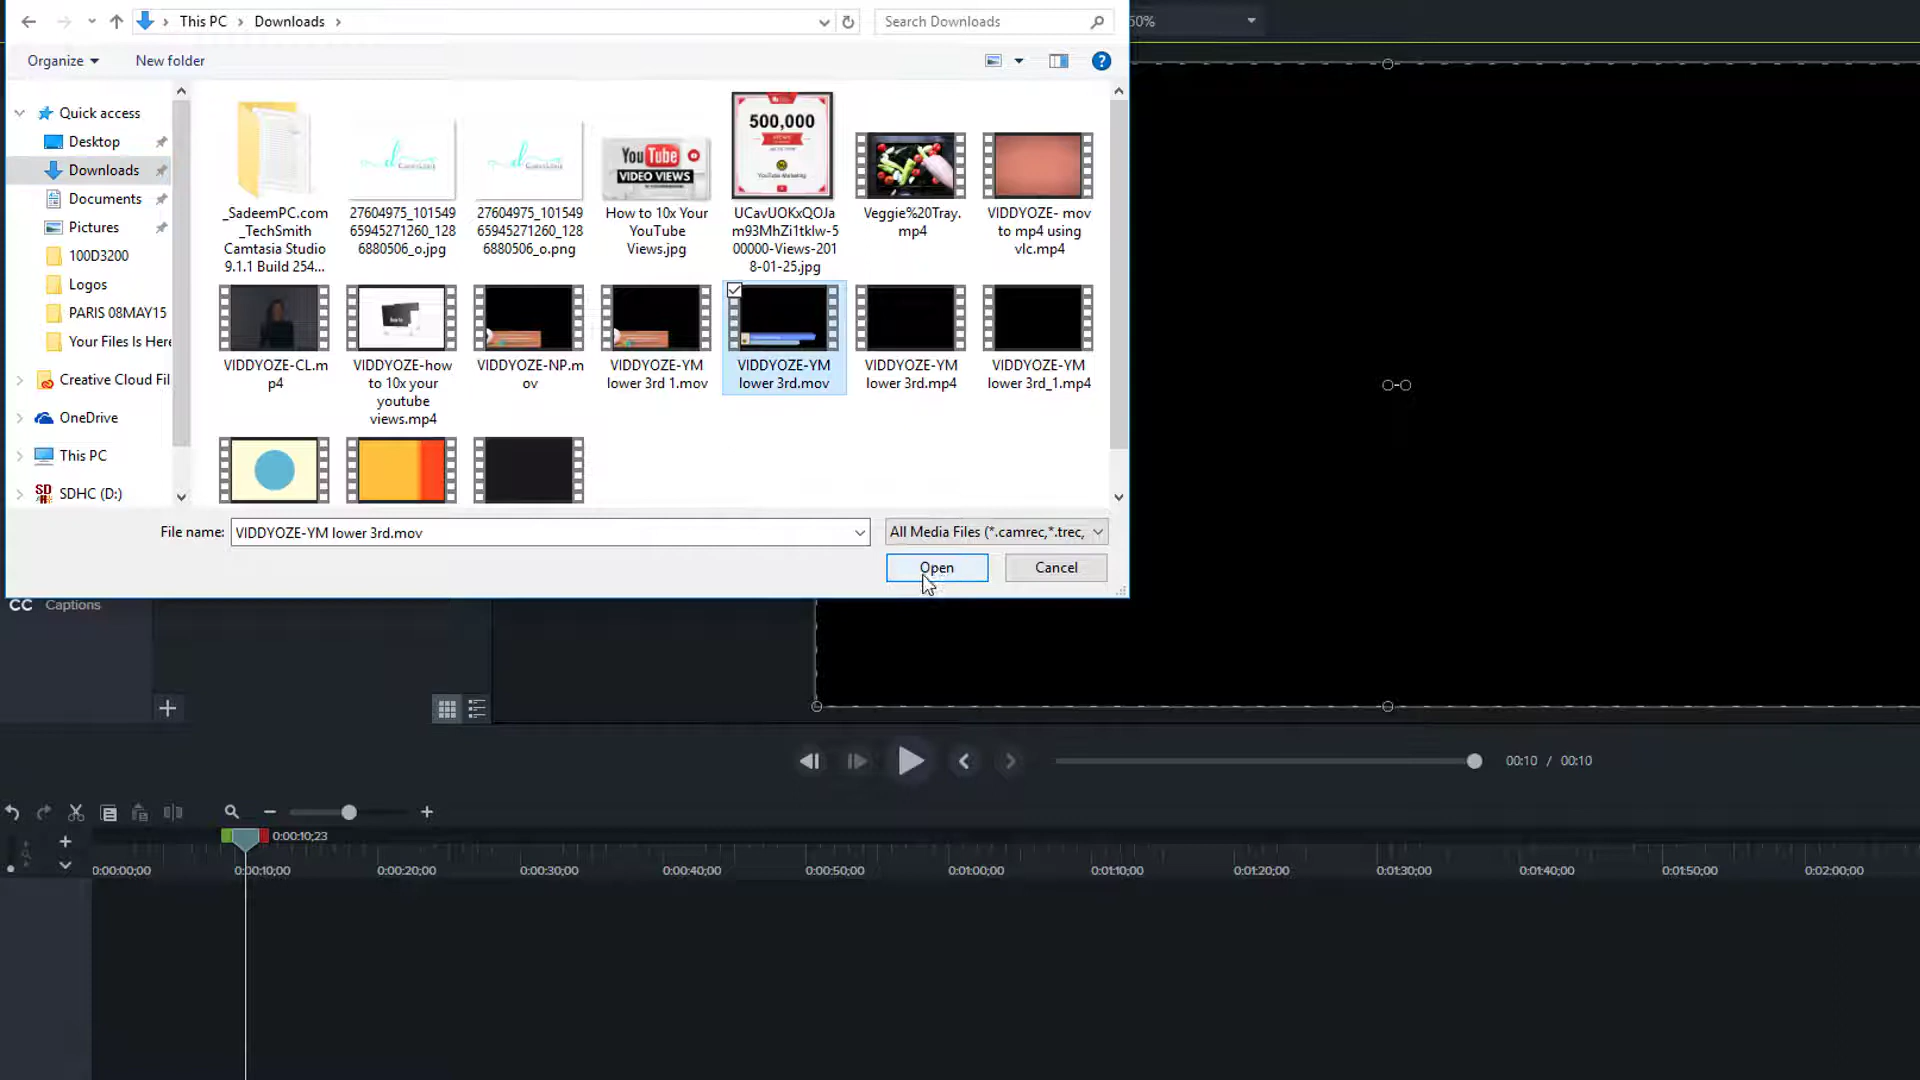 This PC
Downloads
Search Downloads
50%
Organize
New folder
Quick access
Desktop
Downloads
Documents
Pictures
100D3200
Logos
PARIS 08MAY15
Your Files Is Here
Creative Cloud Fil
OneDrive
This PC
SDHC (D:)
500,000
YouTube Marketing
YouTube
VIDEO VIEWS
_SadeemPC.com
_TechSmith
Camtasia Studio
9.1.1 Build 254...
27604975_101549
65945271260_128
6880506_o.jpg
27604975_101549
65945271260_128
6880506_o.png
How to 10x Your
YouTube
Views.jpg
UCavUOKxQOJa
m93MhZi1tklw-5
00000-Views-201
8-01-25.jpg
Veggie%20Tray.
mp4
VIDDYOZE- mov
to mp4 using
vlc.mp4
VIDDYOZE-CL.m
p4
VIDDYOZE-how
to 10x your
youtube
views.mp4
VIDDYOZE-NP.m
ov
VIDDYOZE-YM
lower 3rd 1.mov
VIDDYOZE-YM
lower 3rd.mov
VIDDYOZE-YM
lower 3rd.mp4
VIDDYOZE-YM
lower 3rd_1.mp4
File name:
VIDDYOZE-YM lower 3rd.mov
All Media Files (*.camrec,*.trec,
Open
Cancel
CC Captions
00:10 / 00:10
0:00:10;23
0:00:00;00
0:00:10;00
0:00:20;00
0:00:30;00
0:00:40;00
0:00:50;00
0:01:00;00
0:01:10;00
0:01:20;00
0:01:30;00
0:01:40;00
0:01:50;00
0:02:00;00